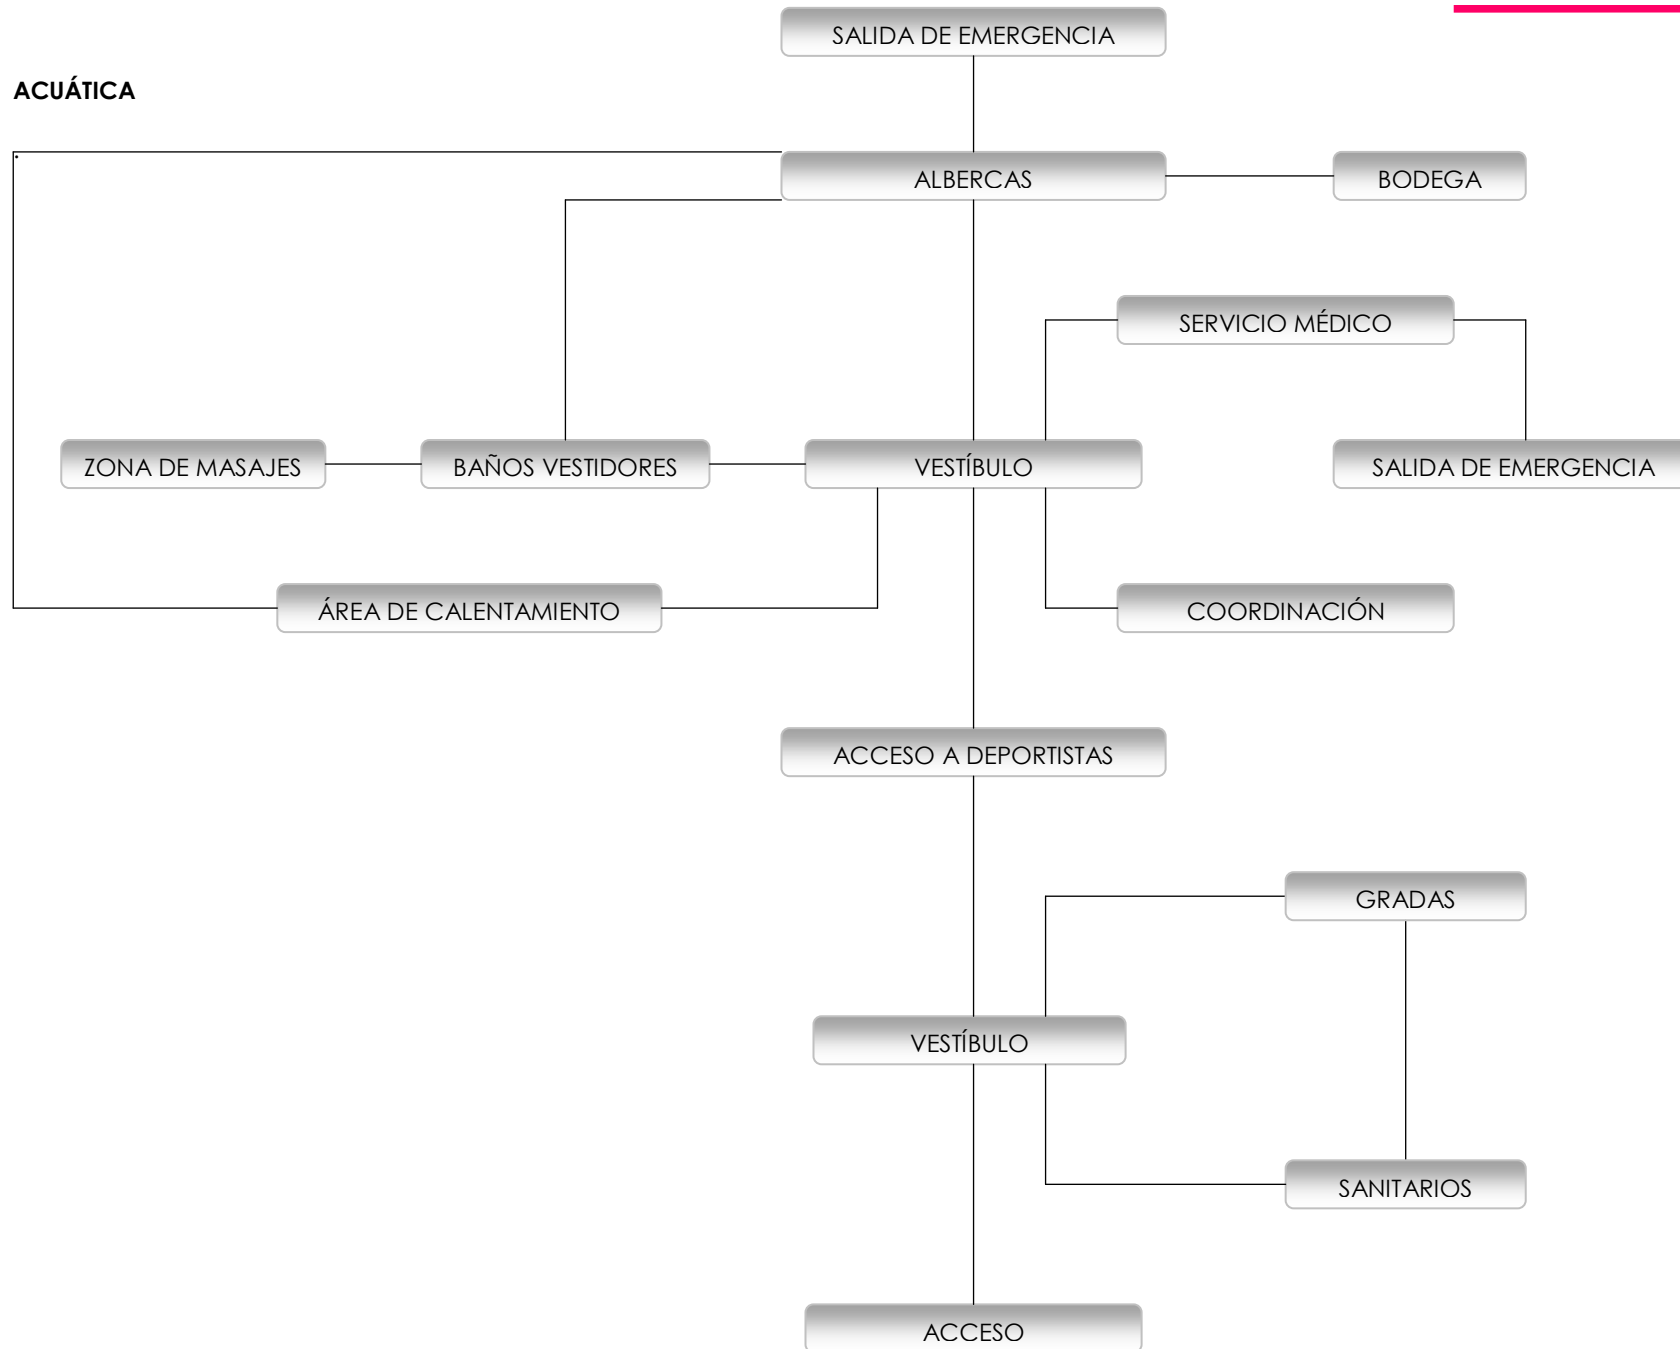 SALIDA DE EMERGENCIA
ACUÁTICA
.
ALBERCAS
BODEGA
SERVICIO MÉDICO
ZONA DE MASAJES
BAÑOS VESTIDORES
VESTÍBULO
SALIDA DE EMERGENCIA
ÁREA DE CALENTAMIENTO
COORDINACIÓN
ACCESO A DEPORTISTAS
GRADAS
VESTÍBULO
SANITARIOS
ACCESO